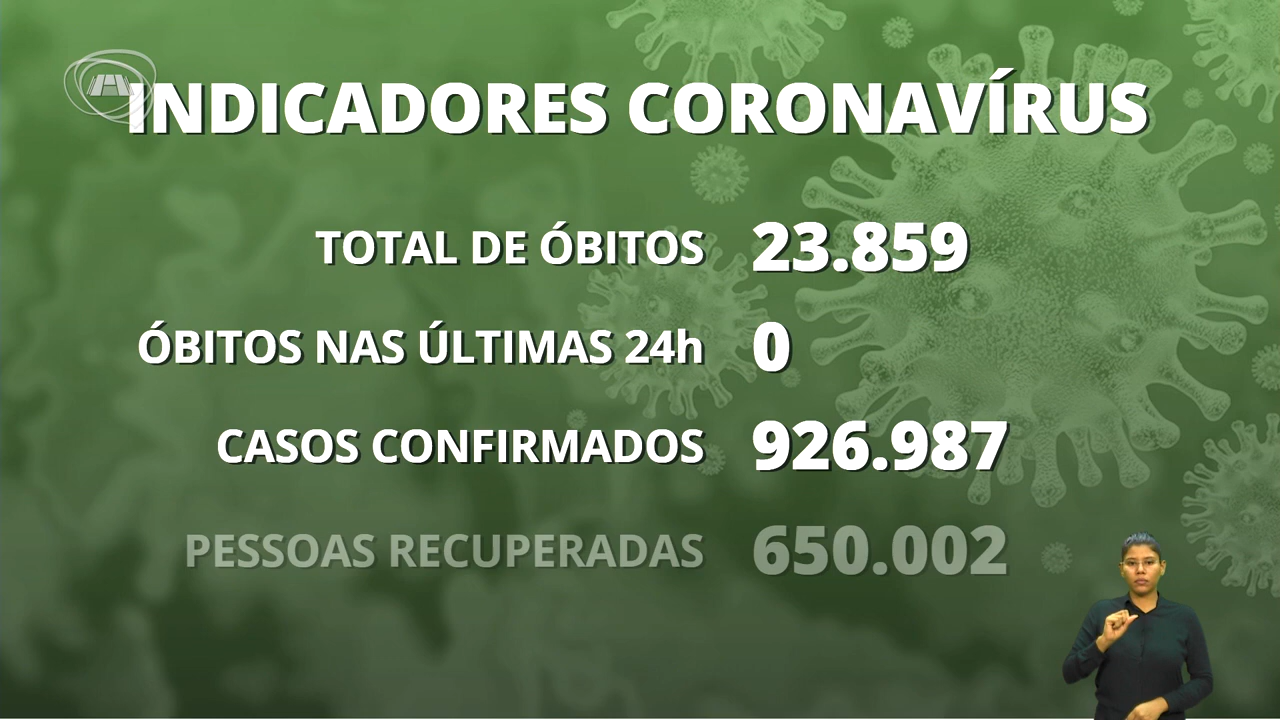 INDICADORES CORONAVÍRUS
TOTAL DE ÓBITOS 23.859
ÓBITOS NAS ÚLTIMAS 24h 0
CASOS CONFIRMADOS 926.987
PESSOAS RECUPERADAS 650.002